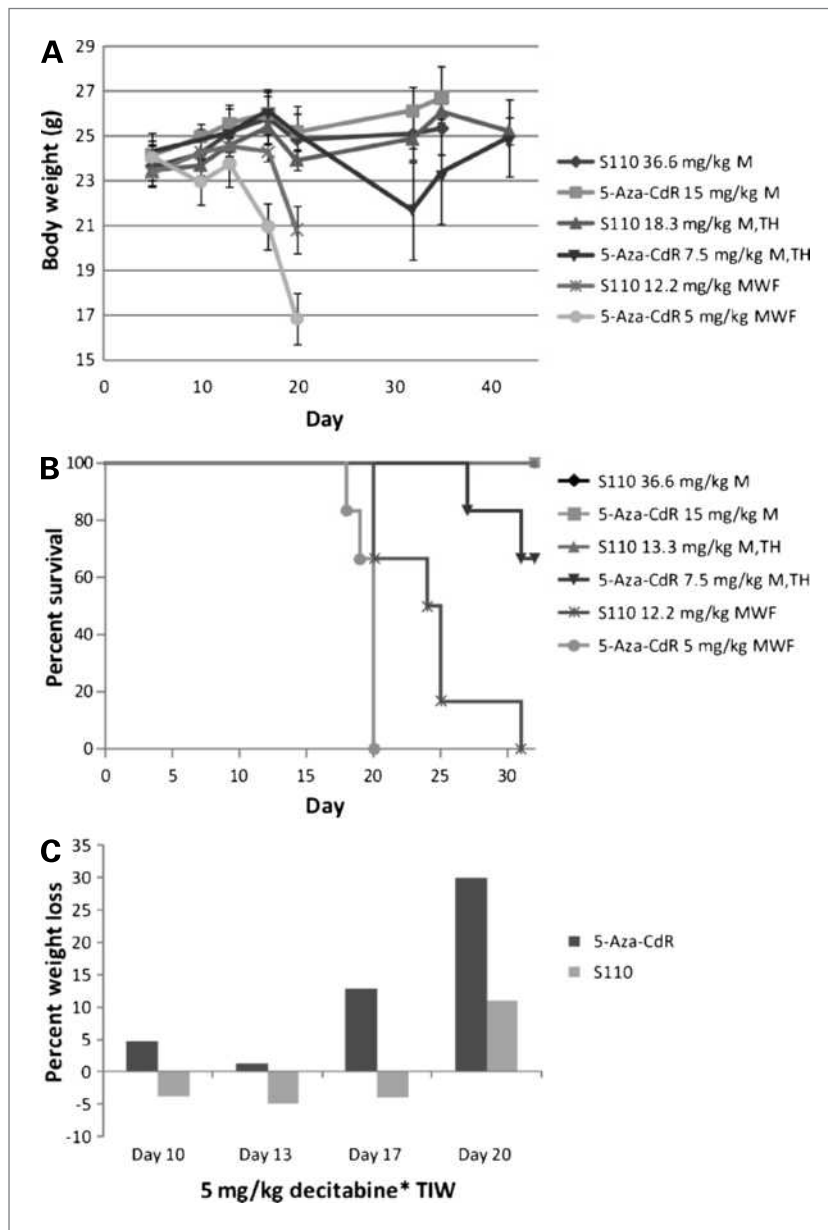 A
Body weight (g)
29
27
25
23
21
19
17
15
0 10 20 30 40
Day
S110 36.6 mg/kg M
5-Aza-CdR 15 mg/kg M
S110 18.3 mg/kg M,TH
5-Aza-CdR 7.5 mg/kg M,TH
S110 12.2 mg/kg MWF
5-Aza-CdR 5 mg/kg MWF
B
Percent survival
100
80
60
40
20
0
0 5 10 15 20 25 30
Day
S110 36.6 mg/kg M
5-Aza-CdR 15 mg/kg M
S110 13.3 mg/kg M,TH
5-Aza-CdR 7.5 mg/kg M,TH
S110 12.2 mg/kg MWF
5-Aza-CdR 5 mg/kg MWF
C
Percent weight loss
35
30
25
20
15
10
5
0
-5
-10
Day 10 Day 13 Day 17 Day 20
5 mg/kg decitabine* TIW
5-Aza-CdR
S110